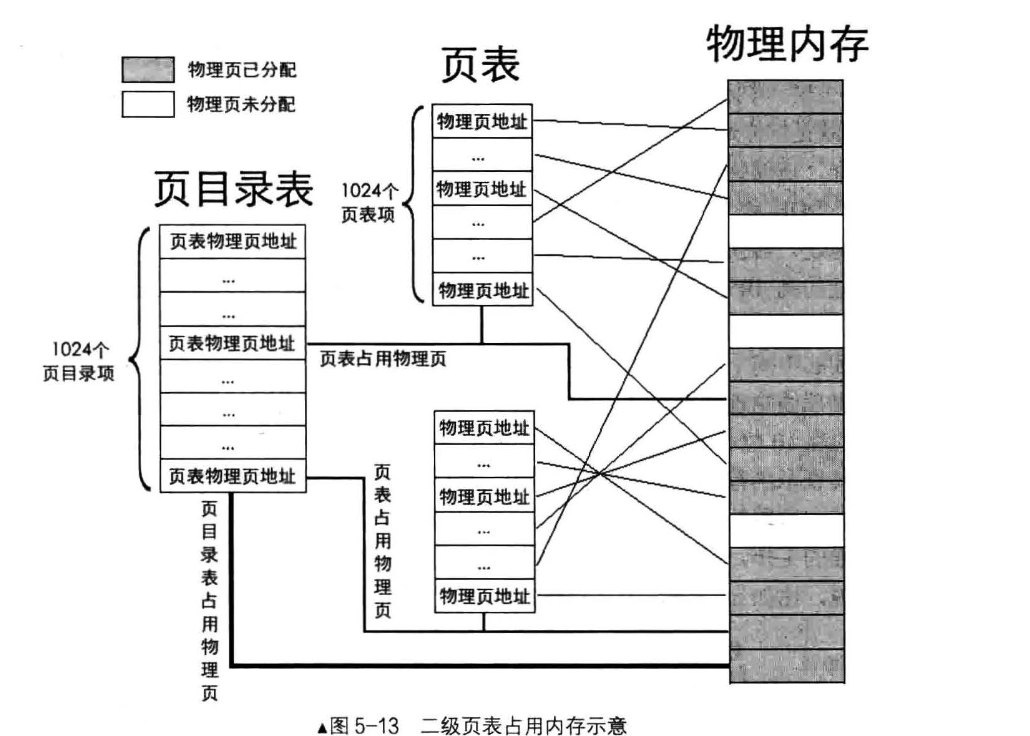 物理内存
页表
物理页已分配
物理页未分配
页目录表
1024个
页表项
物理页地址
...
物理页地址
...
...
物理页地址
1024个
页目录项
页表物理页地址
...
...
页表物理页地址
...
...
...
页表物理页地址
页表占用物理页
物理页地址
...
物理页地址
...
...
物理页地址
页表占用物理页
页目录表占用物理页
▲图 5-13 二级页表占用内存示意